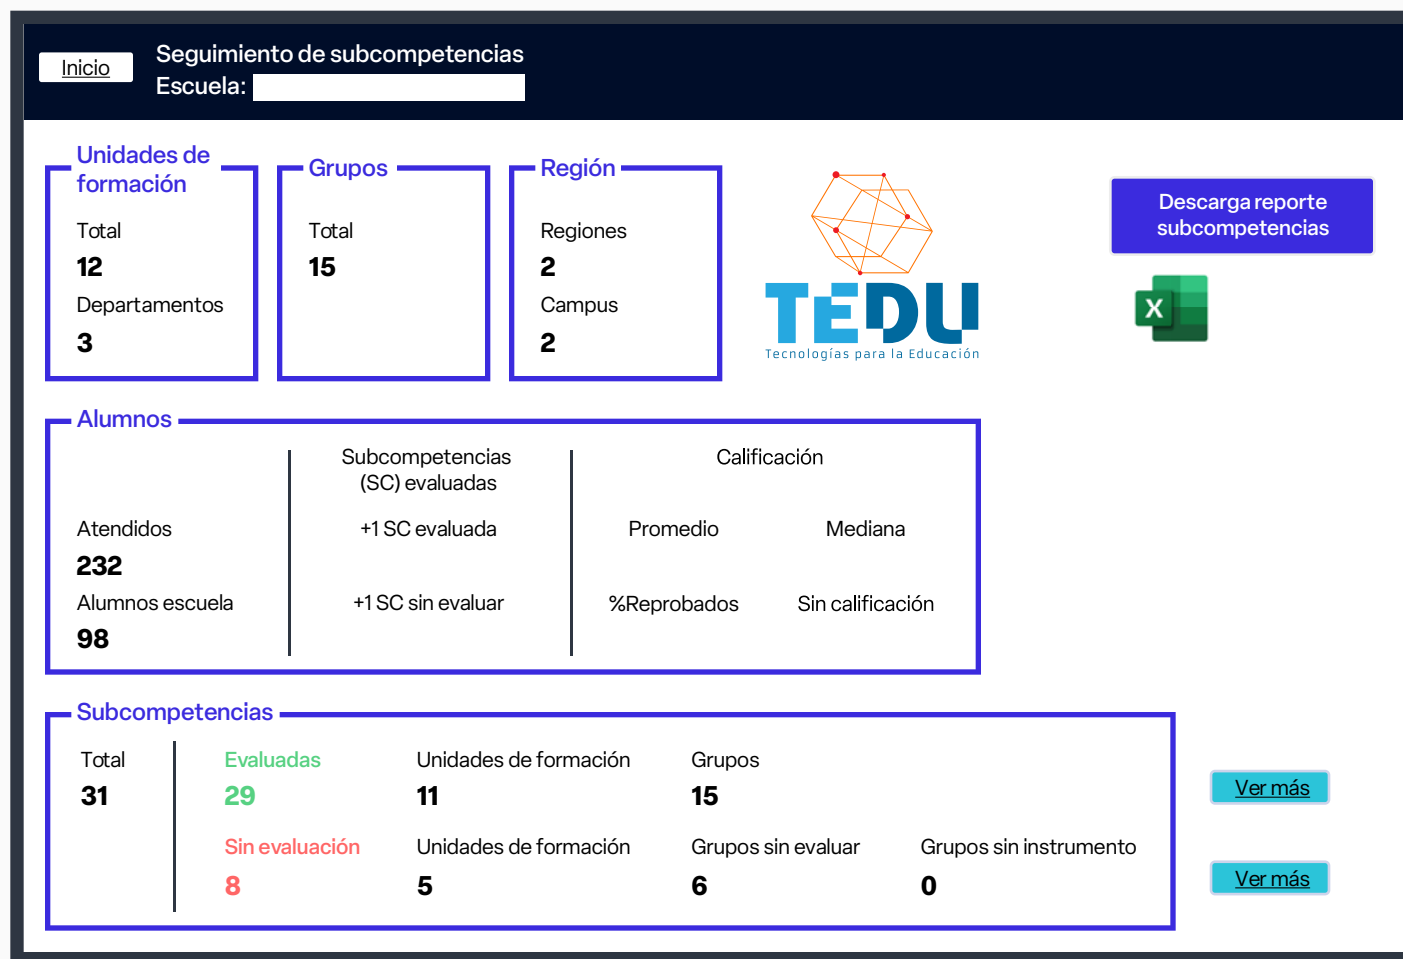 Inicio
Seguimiento de subcompetencias
Escuela:
Unidades de
formación
Total
12
Departamentos
3
Grupos
Total
15
Región
Regiones
2
Campus
2
TEDU
Tecnologías para la Educación
Descarga reporte
subcompetencias
X
Alumnos
Atendidos
232
Alumnos escuela
98
Subcompetencias
(SC) evaluadas
+1 SC evaluada
+1 SC sin evaluar
Calificación
Promedio
Mediana
%Reprobados
Sin calificación
Subcompetencias
Total
31
Evaluadas
29
Unidades de formación
11
Grupos
15
Ver más
Sin evaluación
8
Unidades de formación
5
Grupos sin evaluar
6
Grupos sin instrumento
0
Ver más